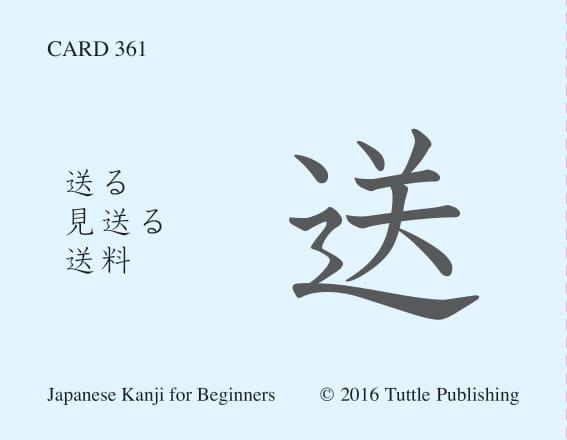 CARD 361
送る
見送る
送料
送
Japanese Kanji for Beginners © 2016 Tuttle Publishing